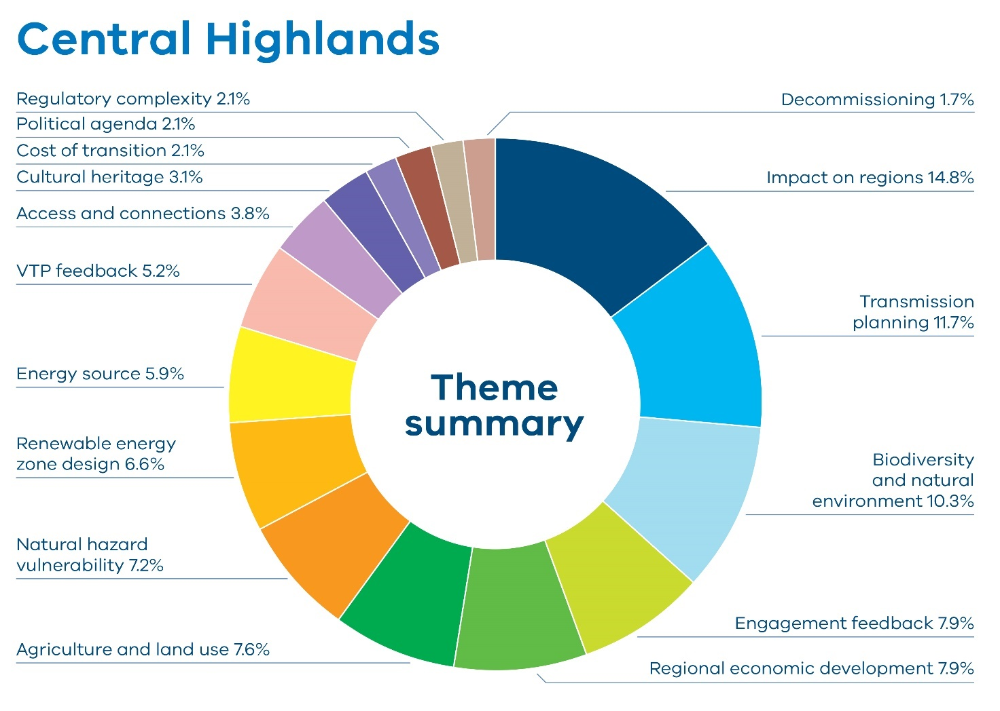 Central Highlands
Regulatory complexity 2.1%
Political agenda 2.1%
Cost of transition 2.1%
Cultural heritage 3.1%
Access and connections 3.8%
VTP feedback 5.2%
Energy source 5.9%
Renewable energy
zone design 6.6%
Natural hazard
vulnerability 7.2%
Agriculture and land use 7.6%
Theme
summary
Decommissioning 1.7%
Impact on regions 14.8%
Transmission
planning 11.7%
Biodiversity
and natural
environment 10.3%
Engagement feedback 7.9%
Regional economic development 7.9%